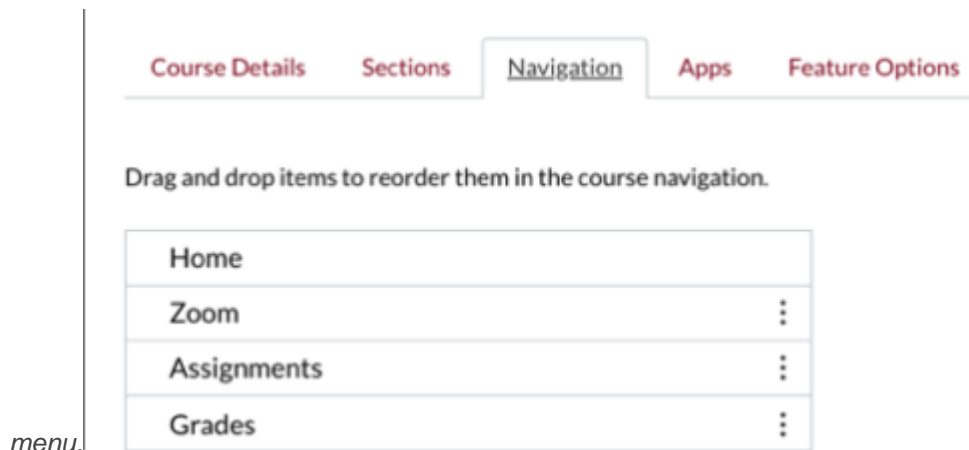 Course Details Sections Navigation Apps Feature Options
Drag and drop items to reorder them in the course navigation.
Home
Zoom
Assignments
Grades
menu.